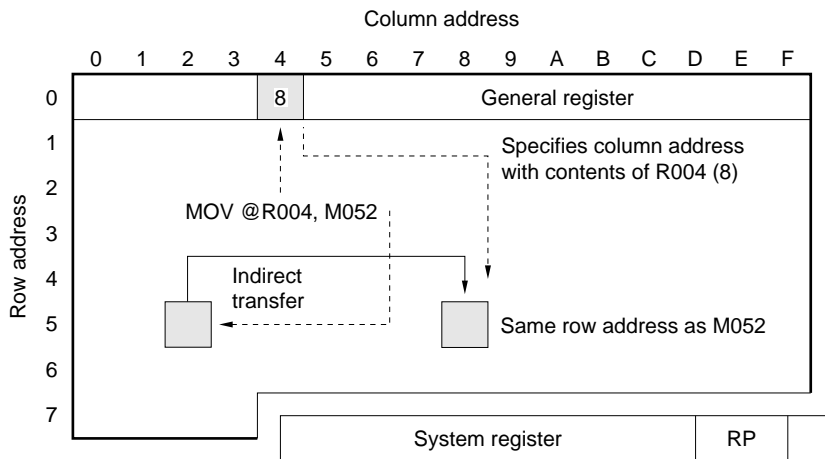 Column address
0 1 2 3 4 5 6 7 8 9 A B C D E F
Row address
0 8 General register
1 Specifies column address
with contents of R004 (8)
2
MOV @R004, M052
3
4 Indirect
transfer
5 Same row address as M052
6
7
System register RP